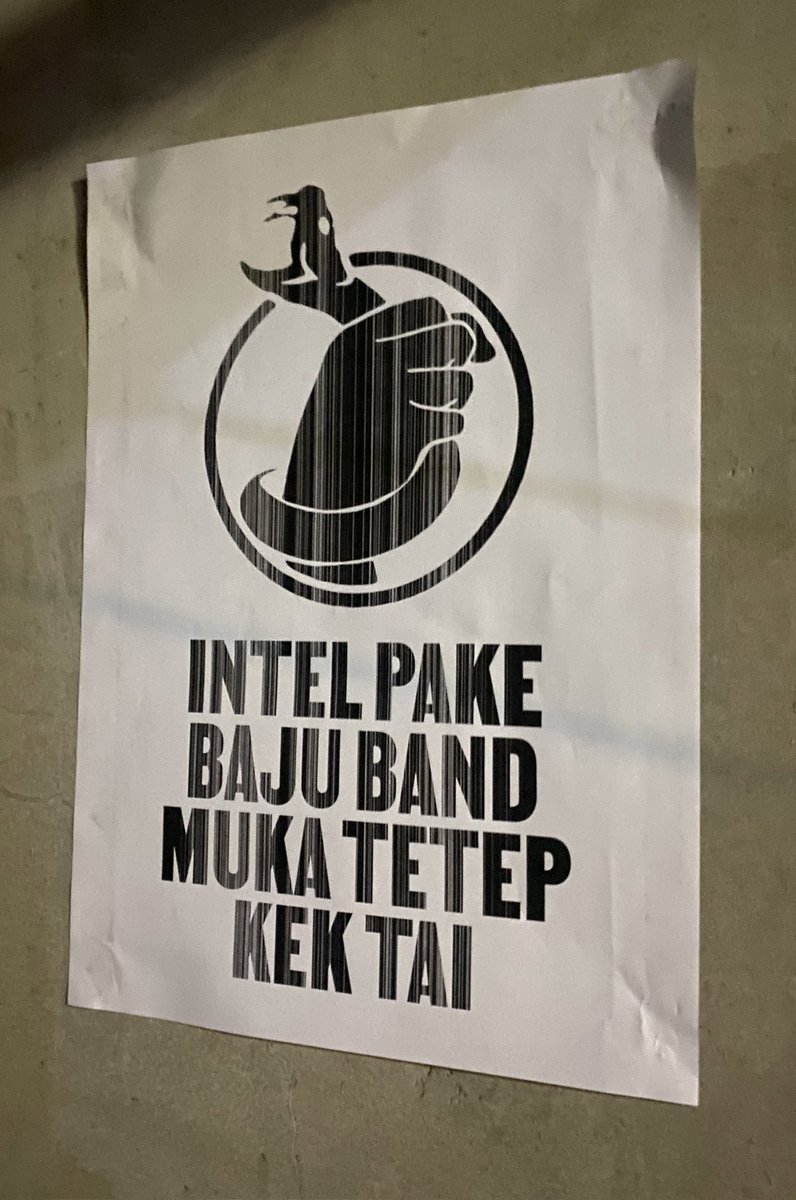 INTEL PAKE
BAJU BAND
MUKA TETEP
KEK TAI